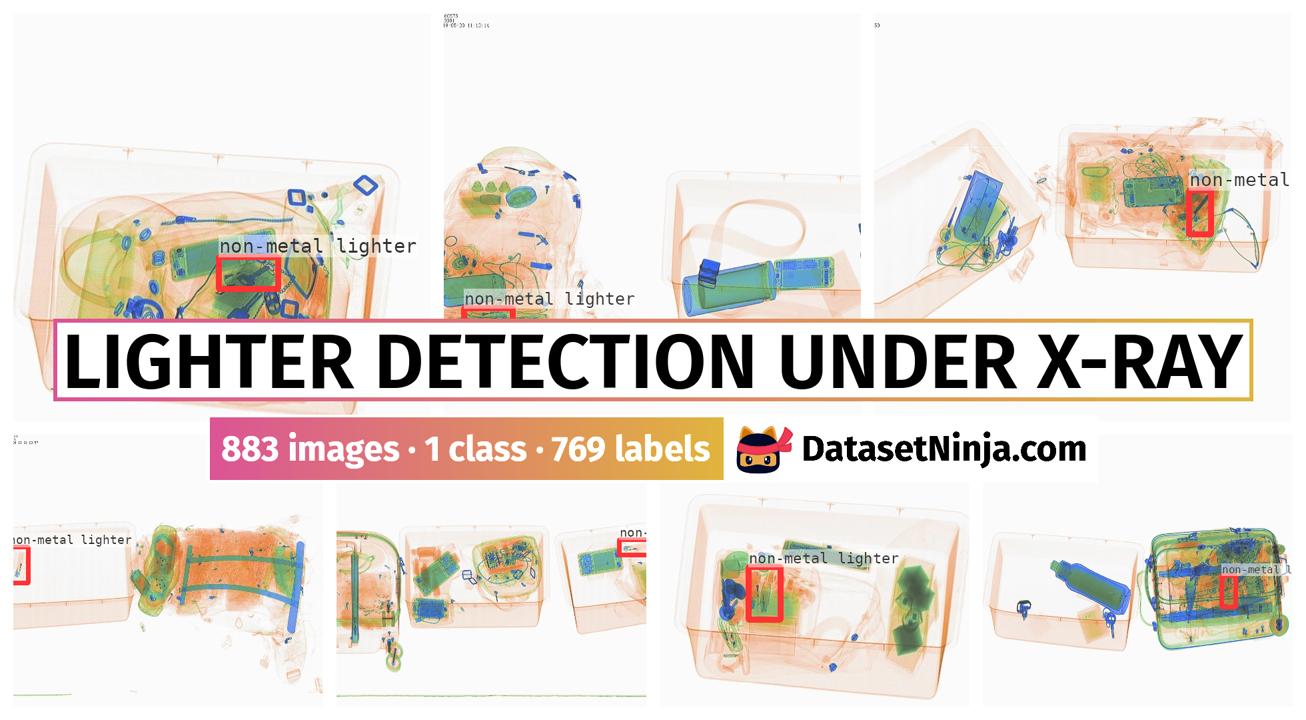 non-metal lighter
non-metal
non-metal lighter
LIGHTER DETECTION UNDER X-RAY
883 images · 1 class · 769 labels
DatasetNinja.com
non-metal lighter
non-
non-metal lighter
non-metal l